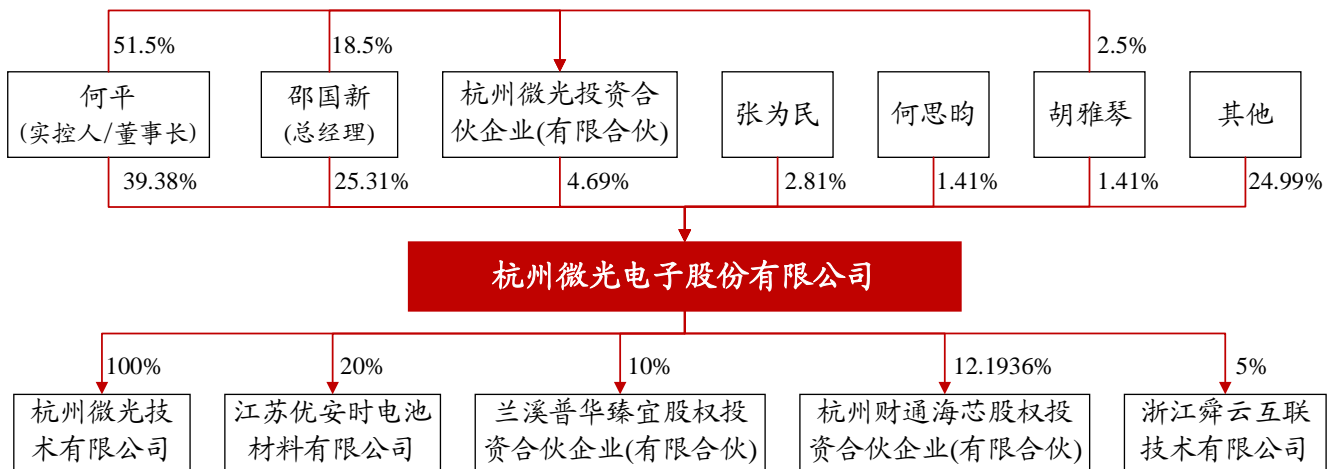 51.5%
18.5%
2.5%
何平
(实控人/董事长)
邵国新
(总经理)
杭州微光投资合
伙企业(有限合伙)
张为民
何思昀
胡雅琴
其他
39.38%
25.31%
4.69%
2.81%
1.41%
1.41%
24.99%
杭州微光电子股份有限公司
100%
20%
10%
12.1936%
5%
杭州微光技
术有限公司
江苏优安时电池
材料有限公司
兰溪普华臻宜股权投
资合伙企业(有限合伙)
杭州财通海芯股权投
资合伙企业(有限合伙)
浙江舜云互联
技术有限公司